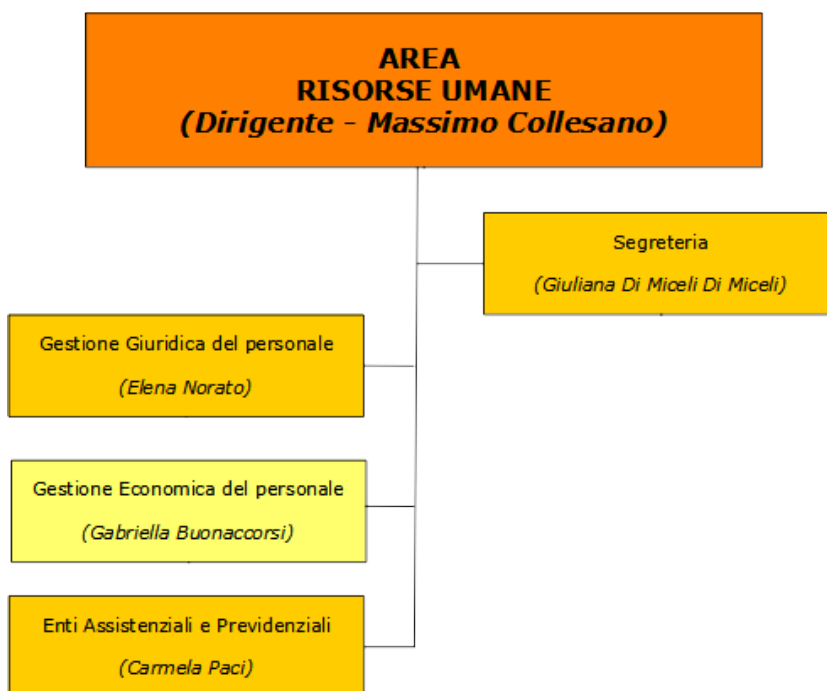 AREA
RISORSE UMANE
(Dirigente - Massimo Collesano)
Segreteria
(Giuliana Di Miceli Di Miceli)
Gestione Giuridica del personale
(Elena Norato)
Gestione Economica del personale
(Gabriella Buonaccorsi)
Enti Assistenziali e Previdenziali
(Carmela Paci)